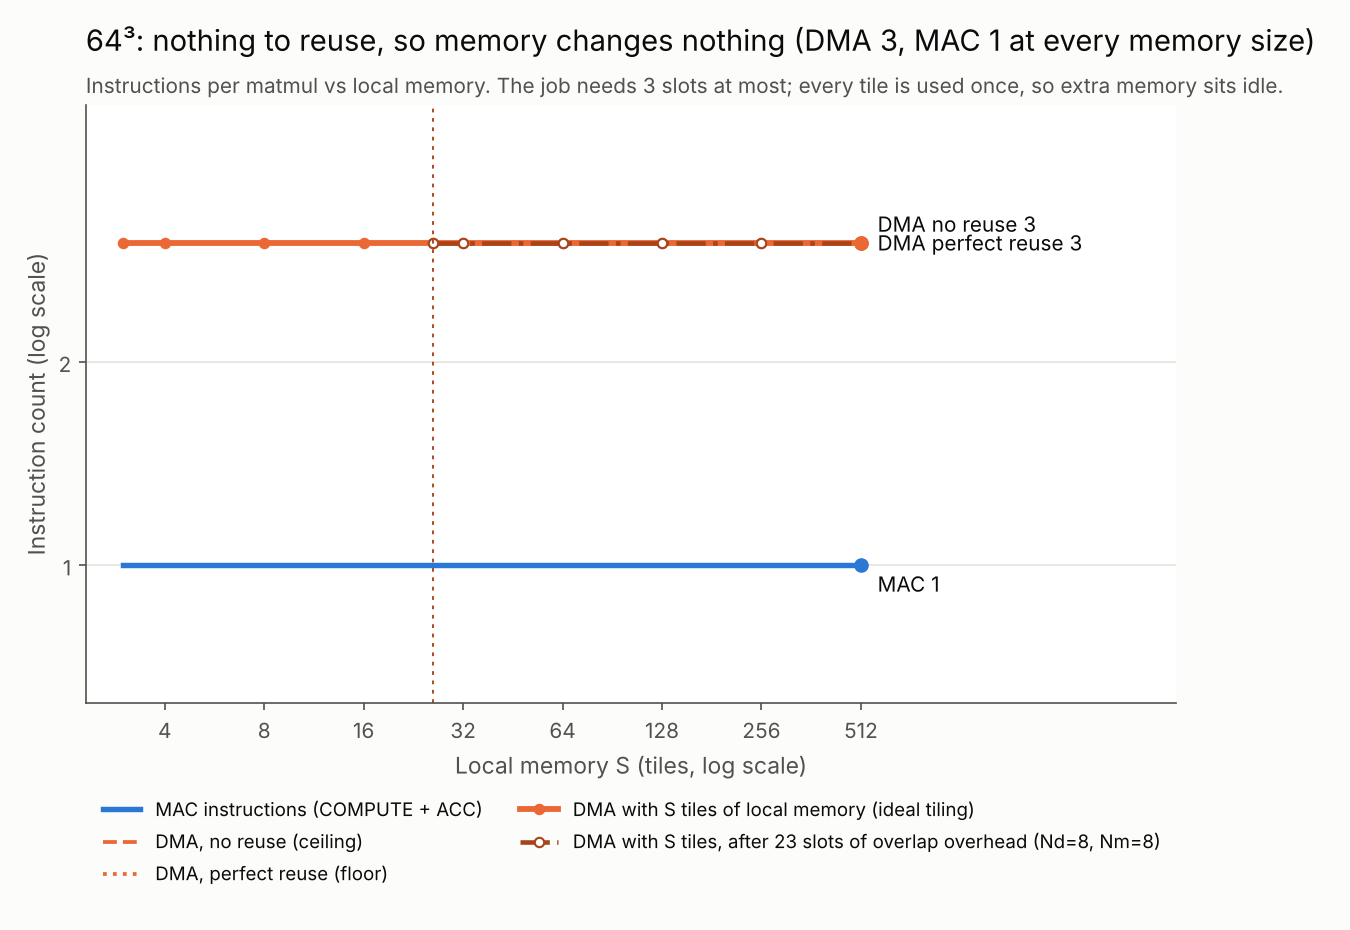 64³: nothing to reuse, so memory changes nothing (DMA 3, MAC 1 at every memory size)
Instructions per matmul vs local memory. The job needs 3 slots at most; every tile is used once, so extra memory sits idle.
Instruction count (log scale)
2
1
DMA no reuse 3
DMA perfect reuse 3
MAC 1
4 8 16 32 64 128 256 512
Local memory S (tiles, log scale)
MAC instructions (COMPUTE + ACC)
DMA, no reuse (ceiling)
DMA, perfect reuse (floor)
DMA with S tiles of local memory (ideal tiling)
DMA with S tiles, after 23 slots of overlap overhead (Nd=8, Nm=8)